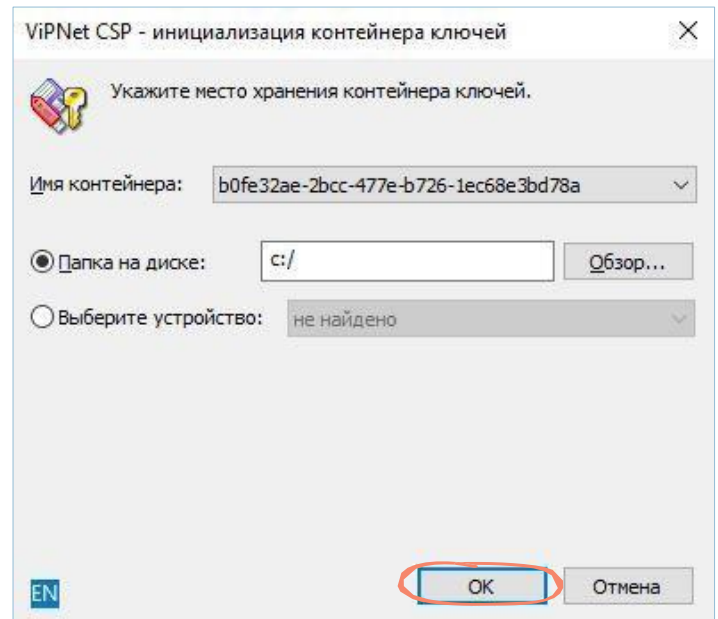 ViPNet CSP - инициализация контейнера ключей
Укажите место хранения контейнера ключей.
Имя контейнера: b0fe32ae-2bcc-477e-b726-1ec68e3bd78a
Папка на диске: c:/ Обзор...
Выберите устройство: не найдено
EN OK Отмена